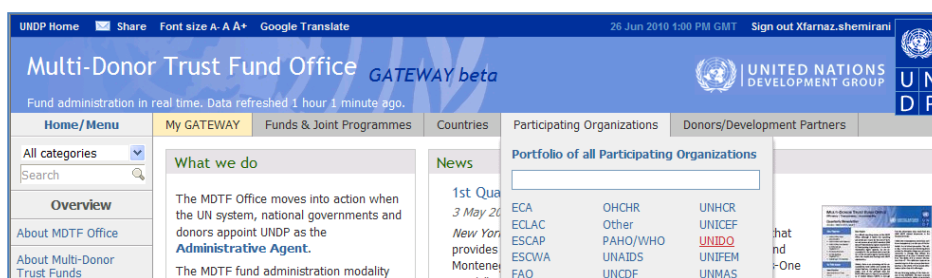 UNDP Home Share Font size A- A A+ Google Translate 26 Jun 2010 1:00 PM GMT Sign out Xfarnaz.shemirani
Multi-Donor Trust Fund Office GATEWAY beta
UNITED NATIONS
DEVELOPMENT GROUP
U N
D P
Fund administration in real time. Data refreshed 1 hour 1 minute ago.
Home/Menu My GATEWAY Funds & Joint Programmes Countries Participating Organizations Donors/Development Partners
All categories
Search
Overview
About MDTF Office
About Multi-Donor
Trust Funds
What we do
The MDTF Office moves into action when
the UN system, national governments and
donors appoint UNDP as the
Administrative Agent.
The MDTF fund administration modality
News
1st Qua
3 May 20
New Yor
provides
Monteneg
Portfolio of all Participating Organizations
ECA OHCHR UNHCR
ECLAC Other UNICEF
ESCAP PAHO/WHO UNIDO
ESCWA UNAIDS UNIFEM
FAO UNCDF UNMAS
hat
nd
s-One